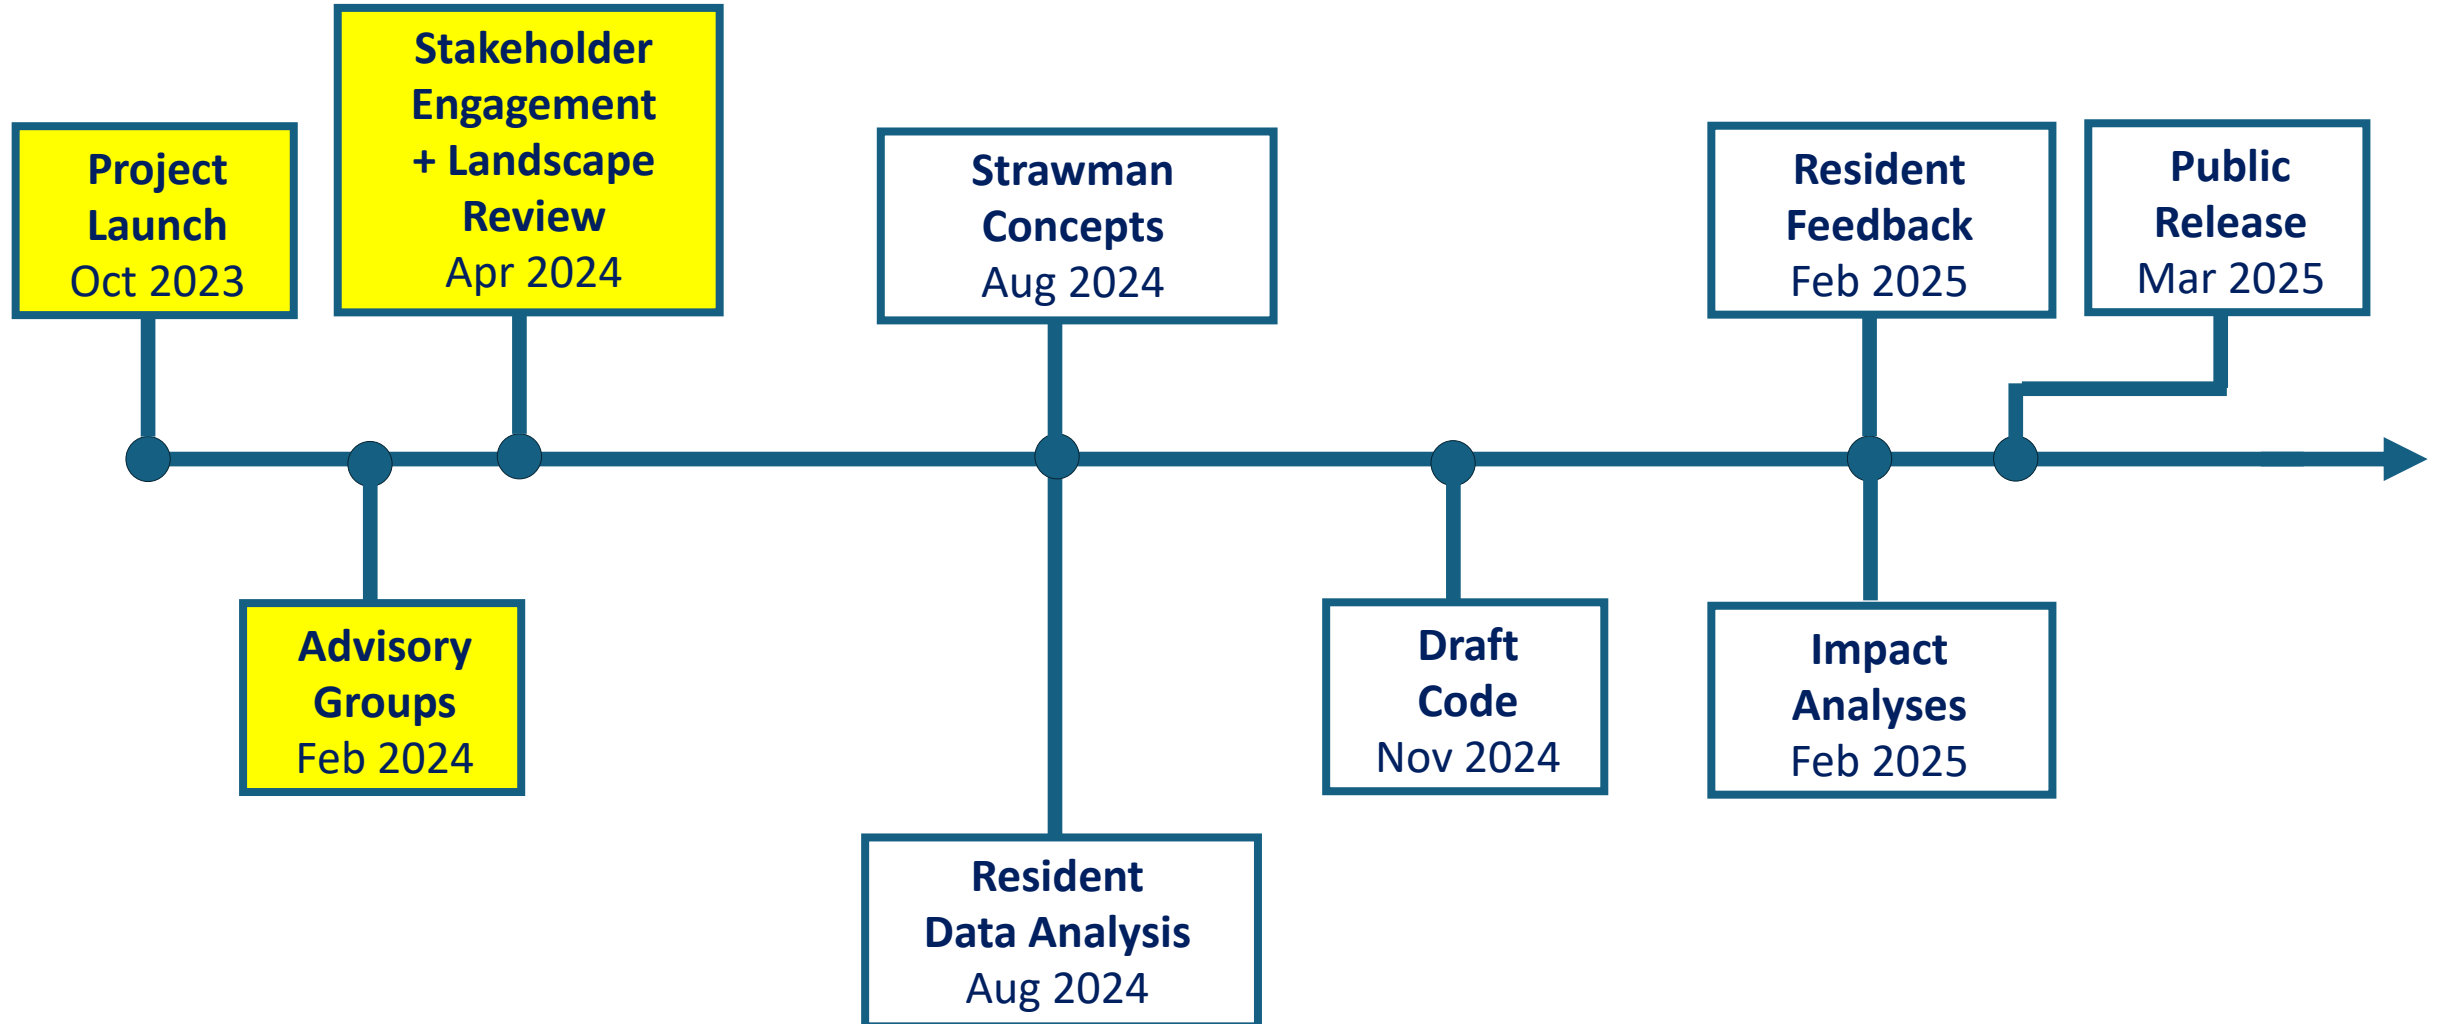 Project
Launch
Oct 2023
Stakeholder
Engagement
+ Landscape
Review
Apr 2024
Strawman
Concepts
Aug 2024
Resident
Feedback
Feb 2025
Public
Release
Mar 2025
Advisory
Groups
Feb 2024
Resident
Data Analysis
Aug 2024
Draft
Code
Nov 2024
Impact
Analyses
Feb 2025